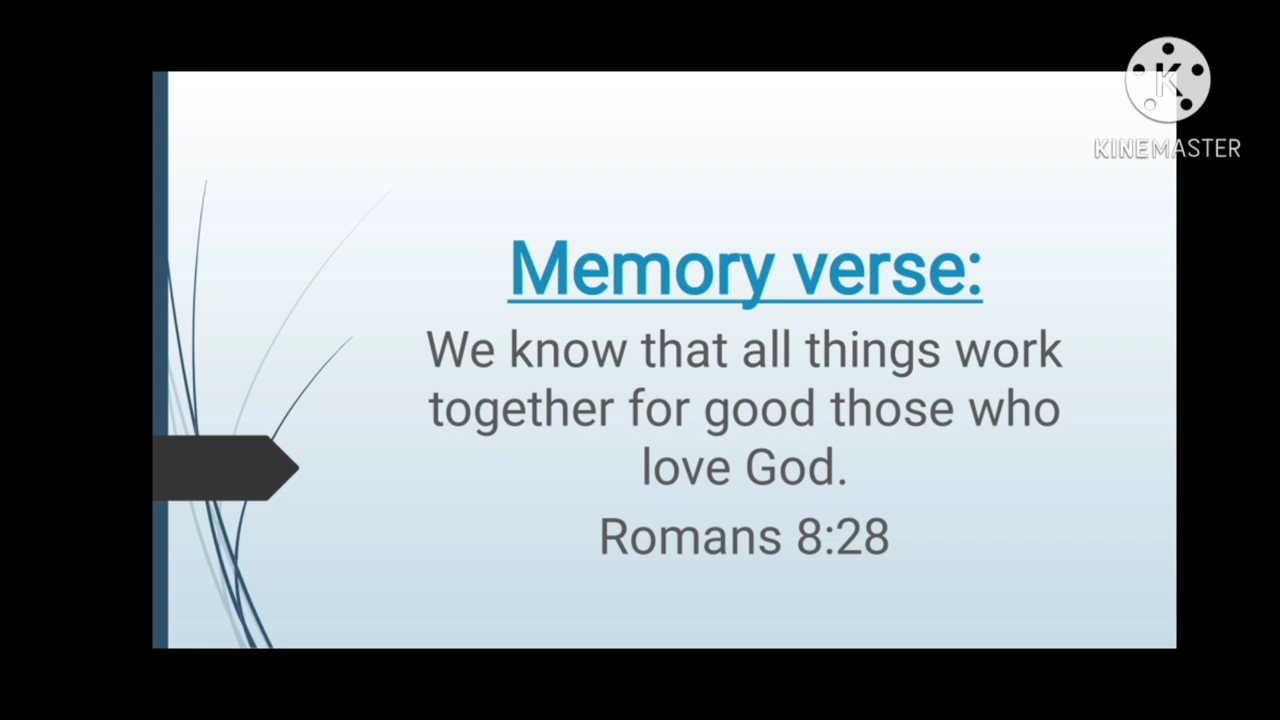 K
KINEMASTER
Memory verse:
We know that all things work
together for good those who
love God.
Romans 8:28